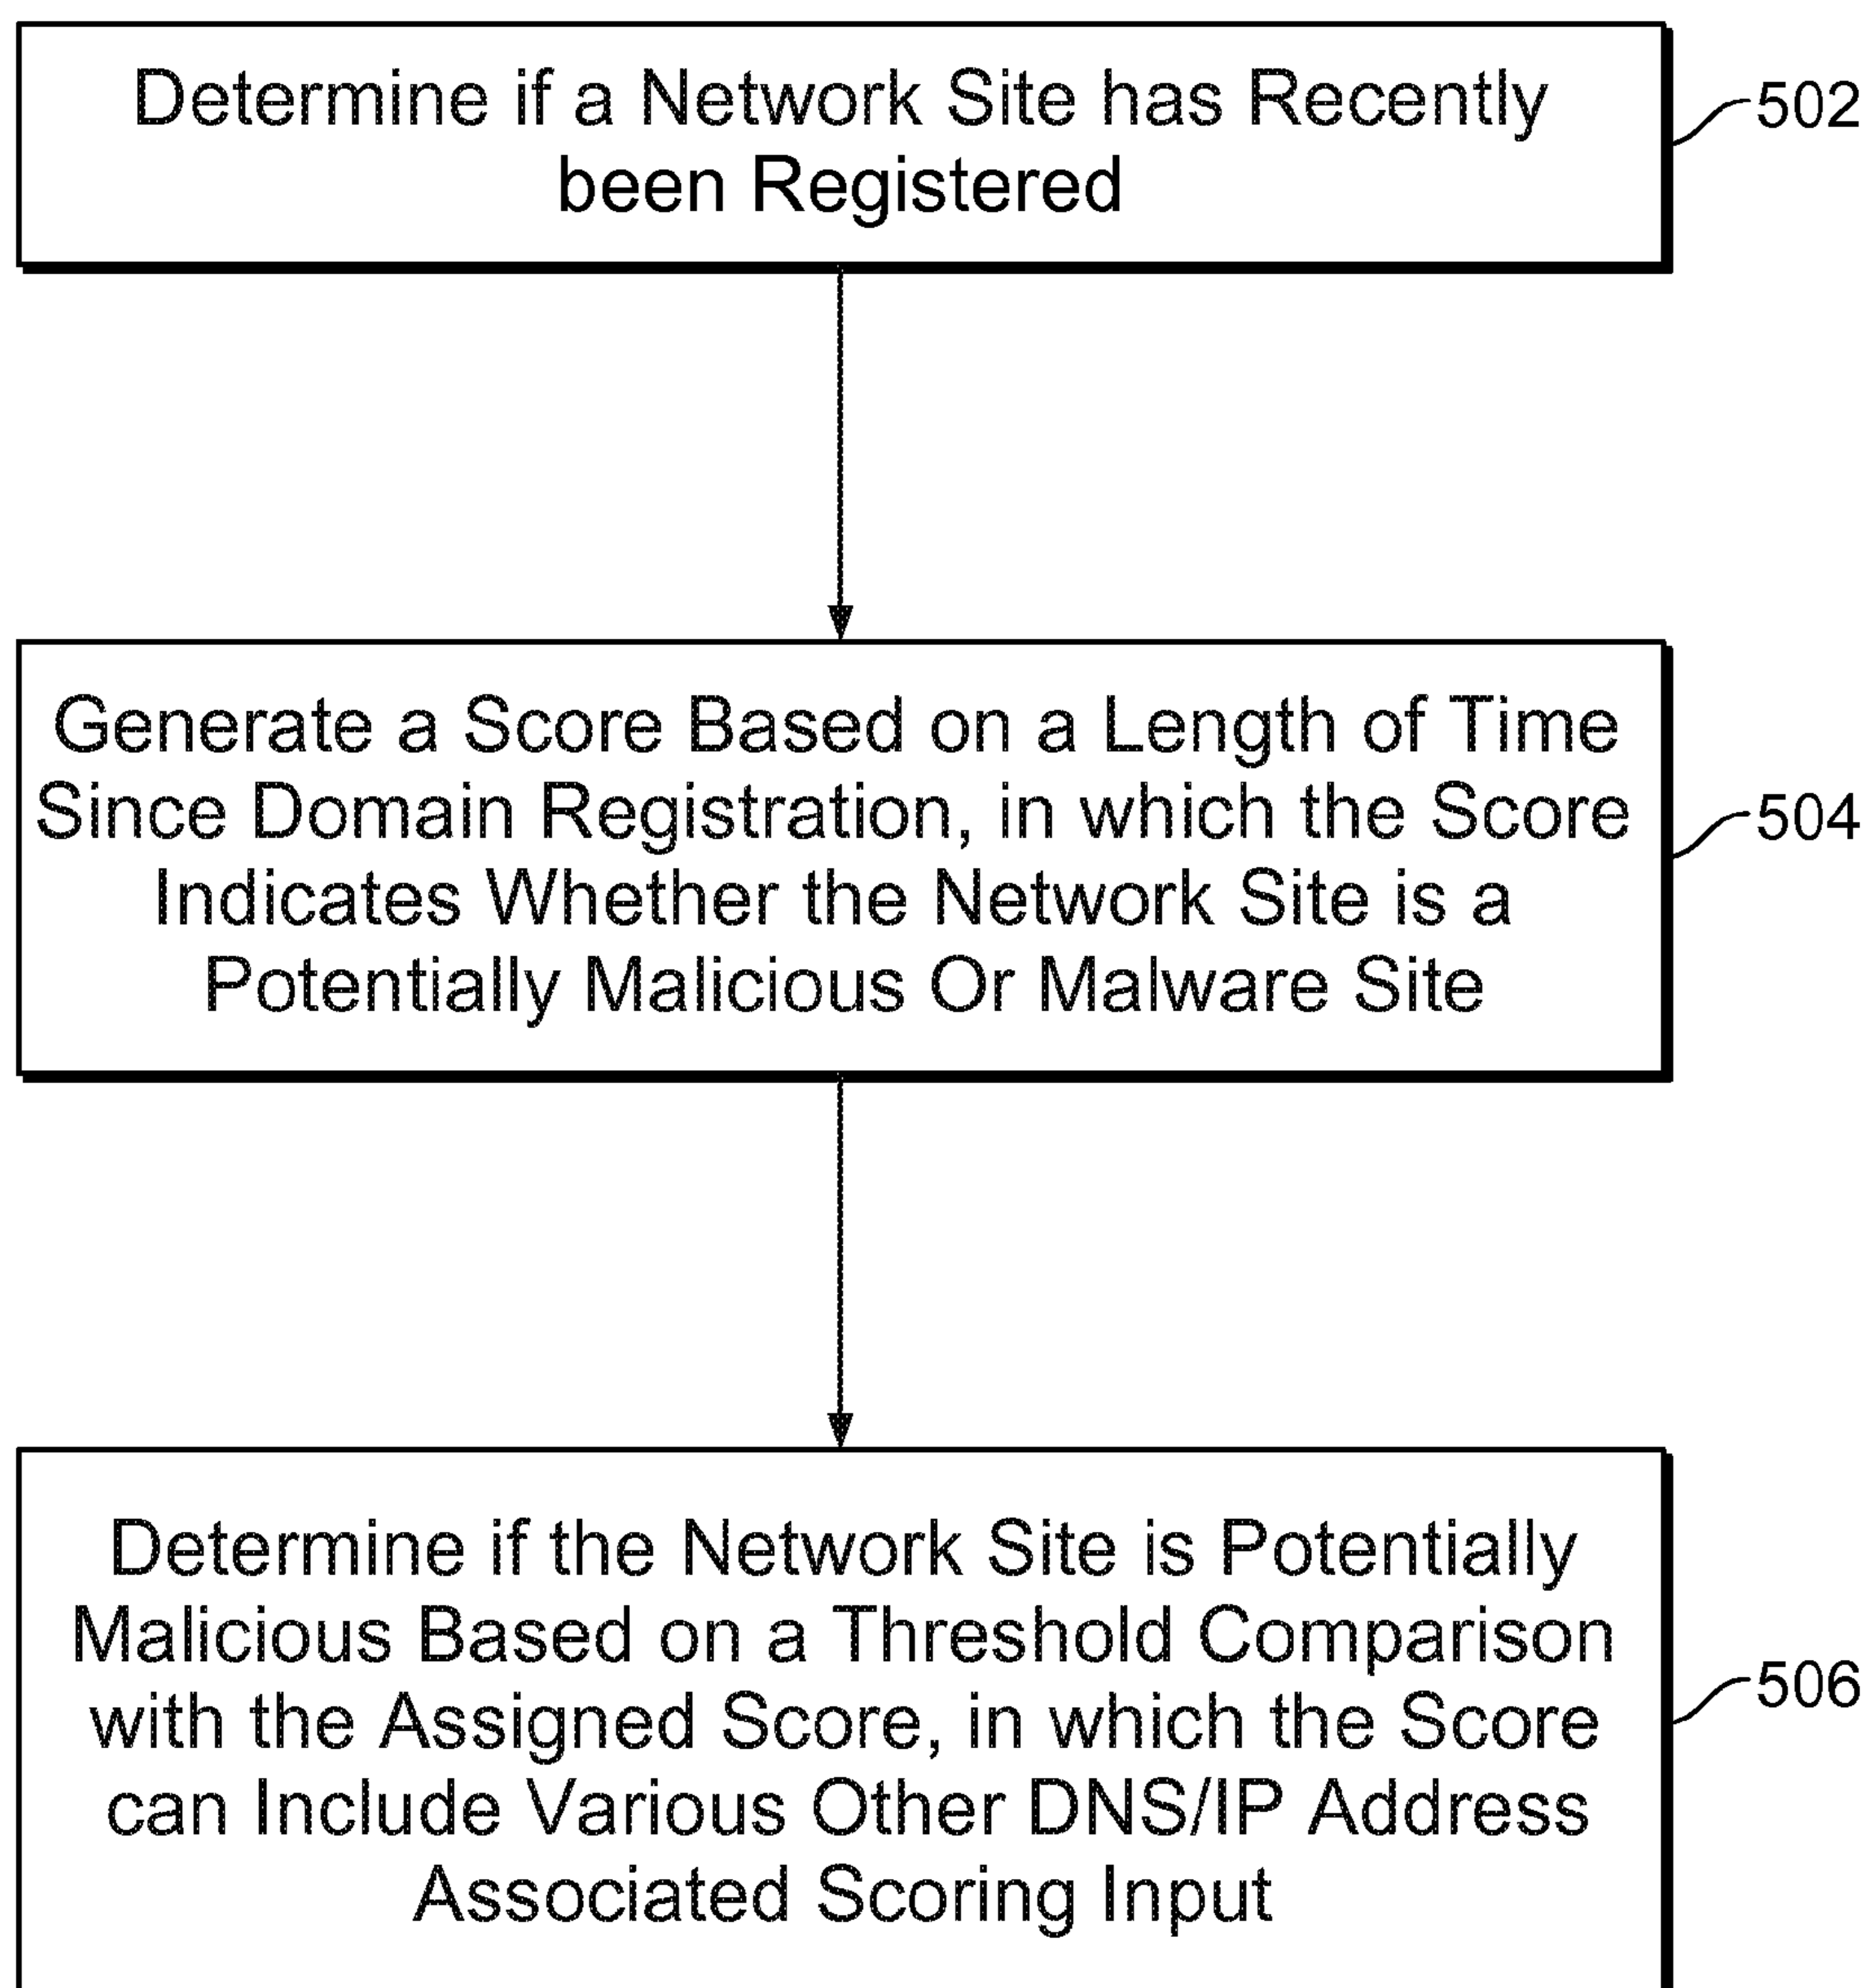 Determine if a Network Site has Recently
been Registered
502
Generate a Score Based on a Length of Time
Since Domain Registration, in which the Score
Indicates Whether the Network Site is a
Potentially Malicious Or Malware Site
504
Determine if the Network Site is Potentially
Malicious Based on a Threshold Comparison
with the Assigned Score, in which the Score
can Include Various Other DNS/IP Address
Associated Scoring Input
506